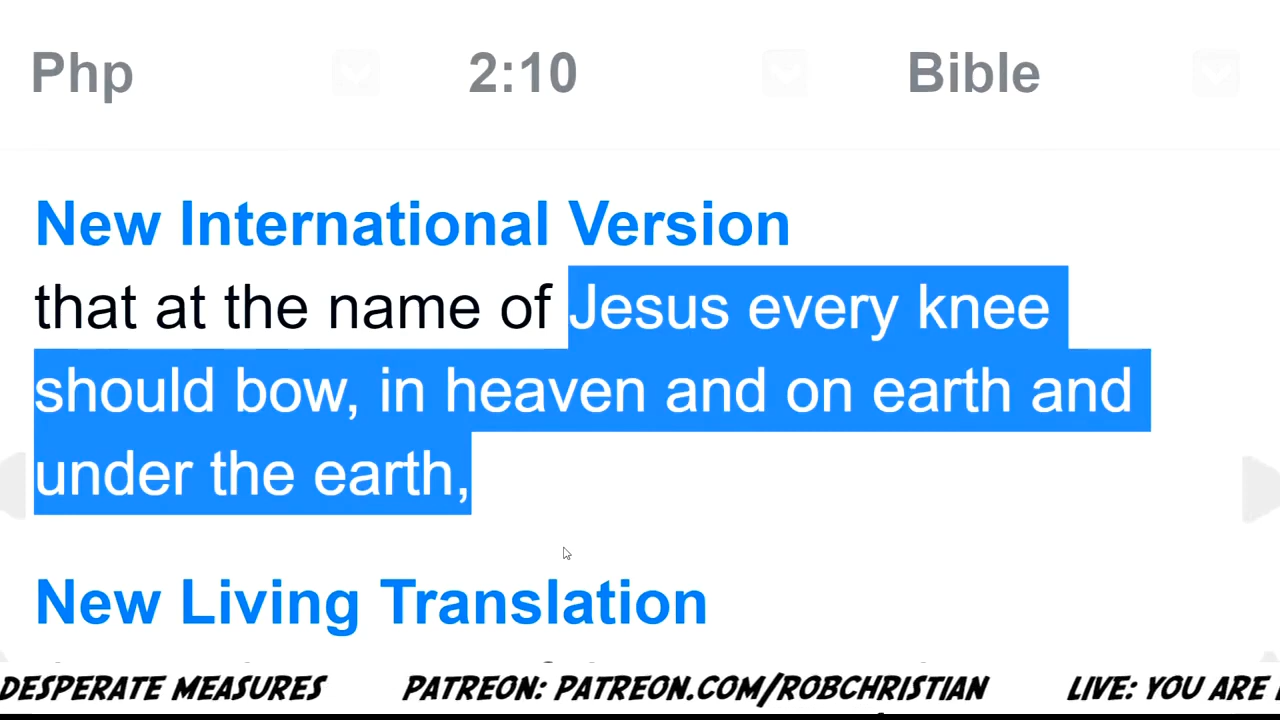 Php 2:10 Bible
New International Version
that at the name of Jesus every knee
should bow, in heaven and on earth and
under the earth,
New Living Translation
DESPERATE MEASURES PATREON: PATREON.COM/ROBCHRISTIAN LIVE: YOU ARE